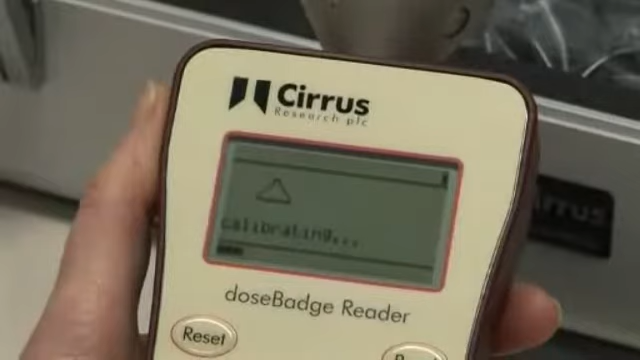 Cirrus
Research plc
Calibrating...
doseBadge Reader
Reset